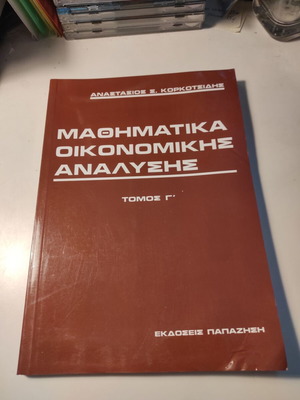 ΑΝΑΣΤΑΣΙΟΣ Σ. ΚΟΡΚΟΤΣΙΔΗΣ
ΜΑΘΗΜΑΤΙΚΑ
ΟΙΚΟΝΟΜΙΚΗΣ
ΑΝΑΛΥΣΗΣ
ΤΟΜΟΣ Γ'
ΕΚΔΟΣΕΙΣ ΠΑΠΑΖΗΣΗ